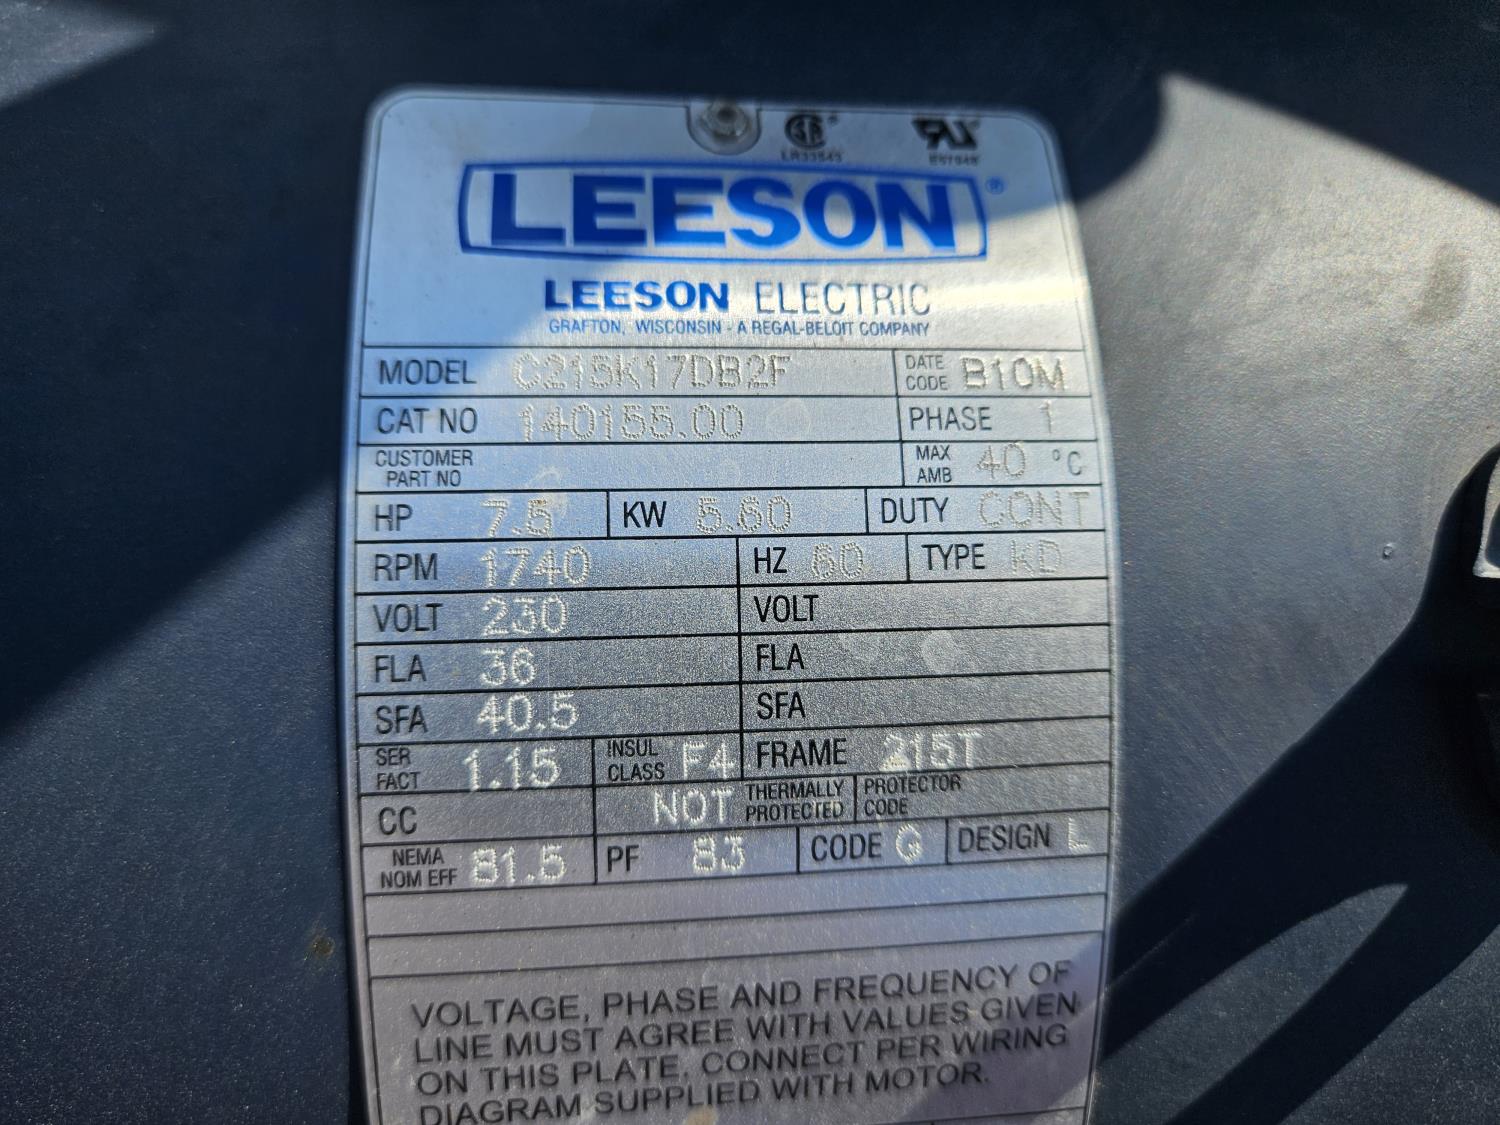 LR33543
E57948
LEESON®
LEESON ELECTRIC
GRAFTON, WISCONSIN - A REGAL-BELOIT COMPANY
MODEL C215K17DB2F DATE CODE B10M
CAT NO 140155.00 PHASE 1
CUSTOMER PART NO MAX AMB 40 °C
HP 7.5 KW 5.60 DUTY CONT
RPM 1740 HZ 60 TYPE KD
VOLT 230 VOLT
FLA 36 FLA
SFA 40.5 SFA
SER FACT 1.15 INSUL CLASS F4 FRAME 215T
CC NOT THERMALLY PROTECTED PROTECTOR CODE
NEMA NOM EFF 81.5 PF 83 CODE G DESIGN L
VOLTAGE, PHASE AND FREQUENCY OF
LINE MUST AGREE WITH VALUES GIVEN
ON THIS PLATE, CONNECT PER WIRING
DIAGRAM SUPPLIED WITH MOTOR.